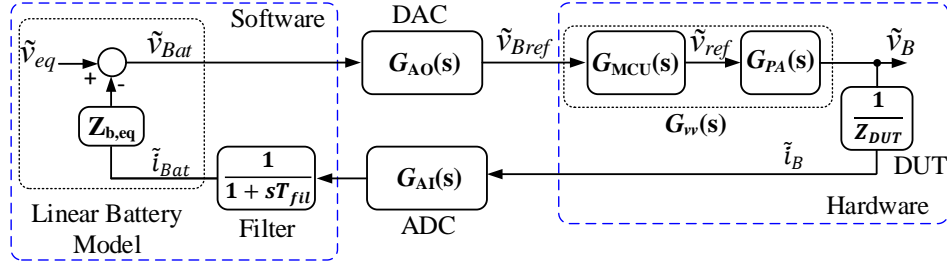 Software
DAC
ṽ_eq
+
-
ṽ_Bat
G_AO(s)
ṽ_Bref
G_MCU(s)
ṽ_ref
G_PA(s)
ṽ_B
Z_b,eq
G_vv(s)
1
Z_DUT
DUT
ĩ_Bat
1
1 + sT_fil
G_AI(s)
ĩ_B
Linear Battery
Model
Filter
ADC
Hardware